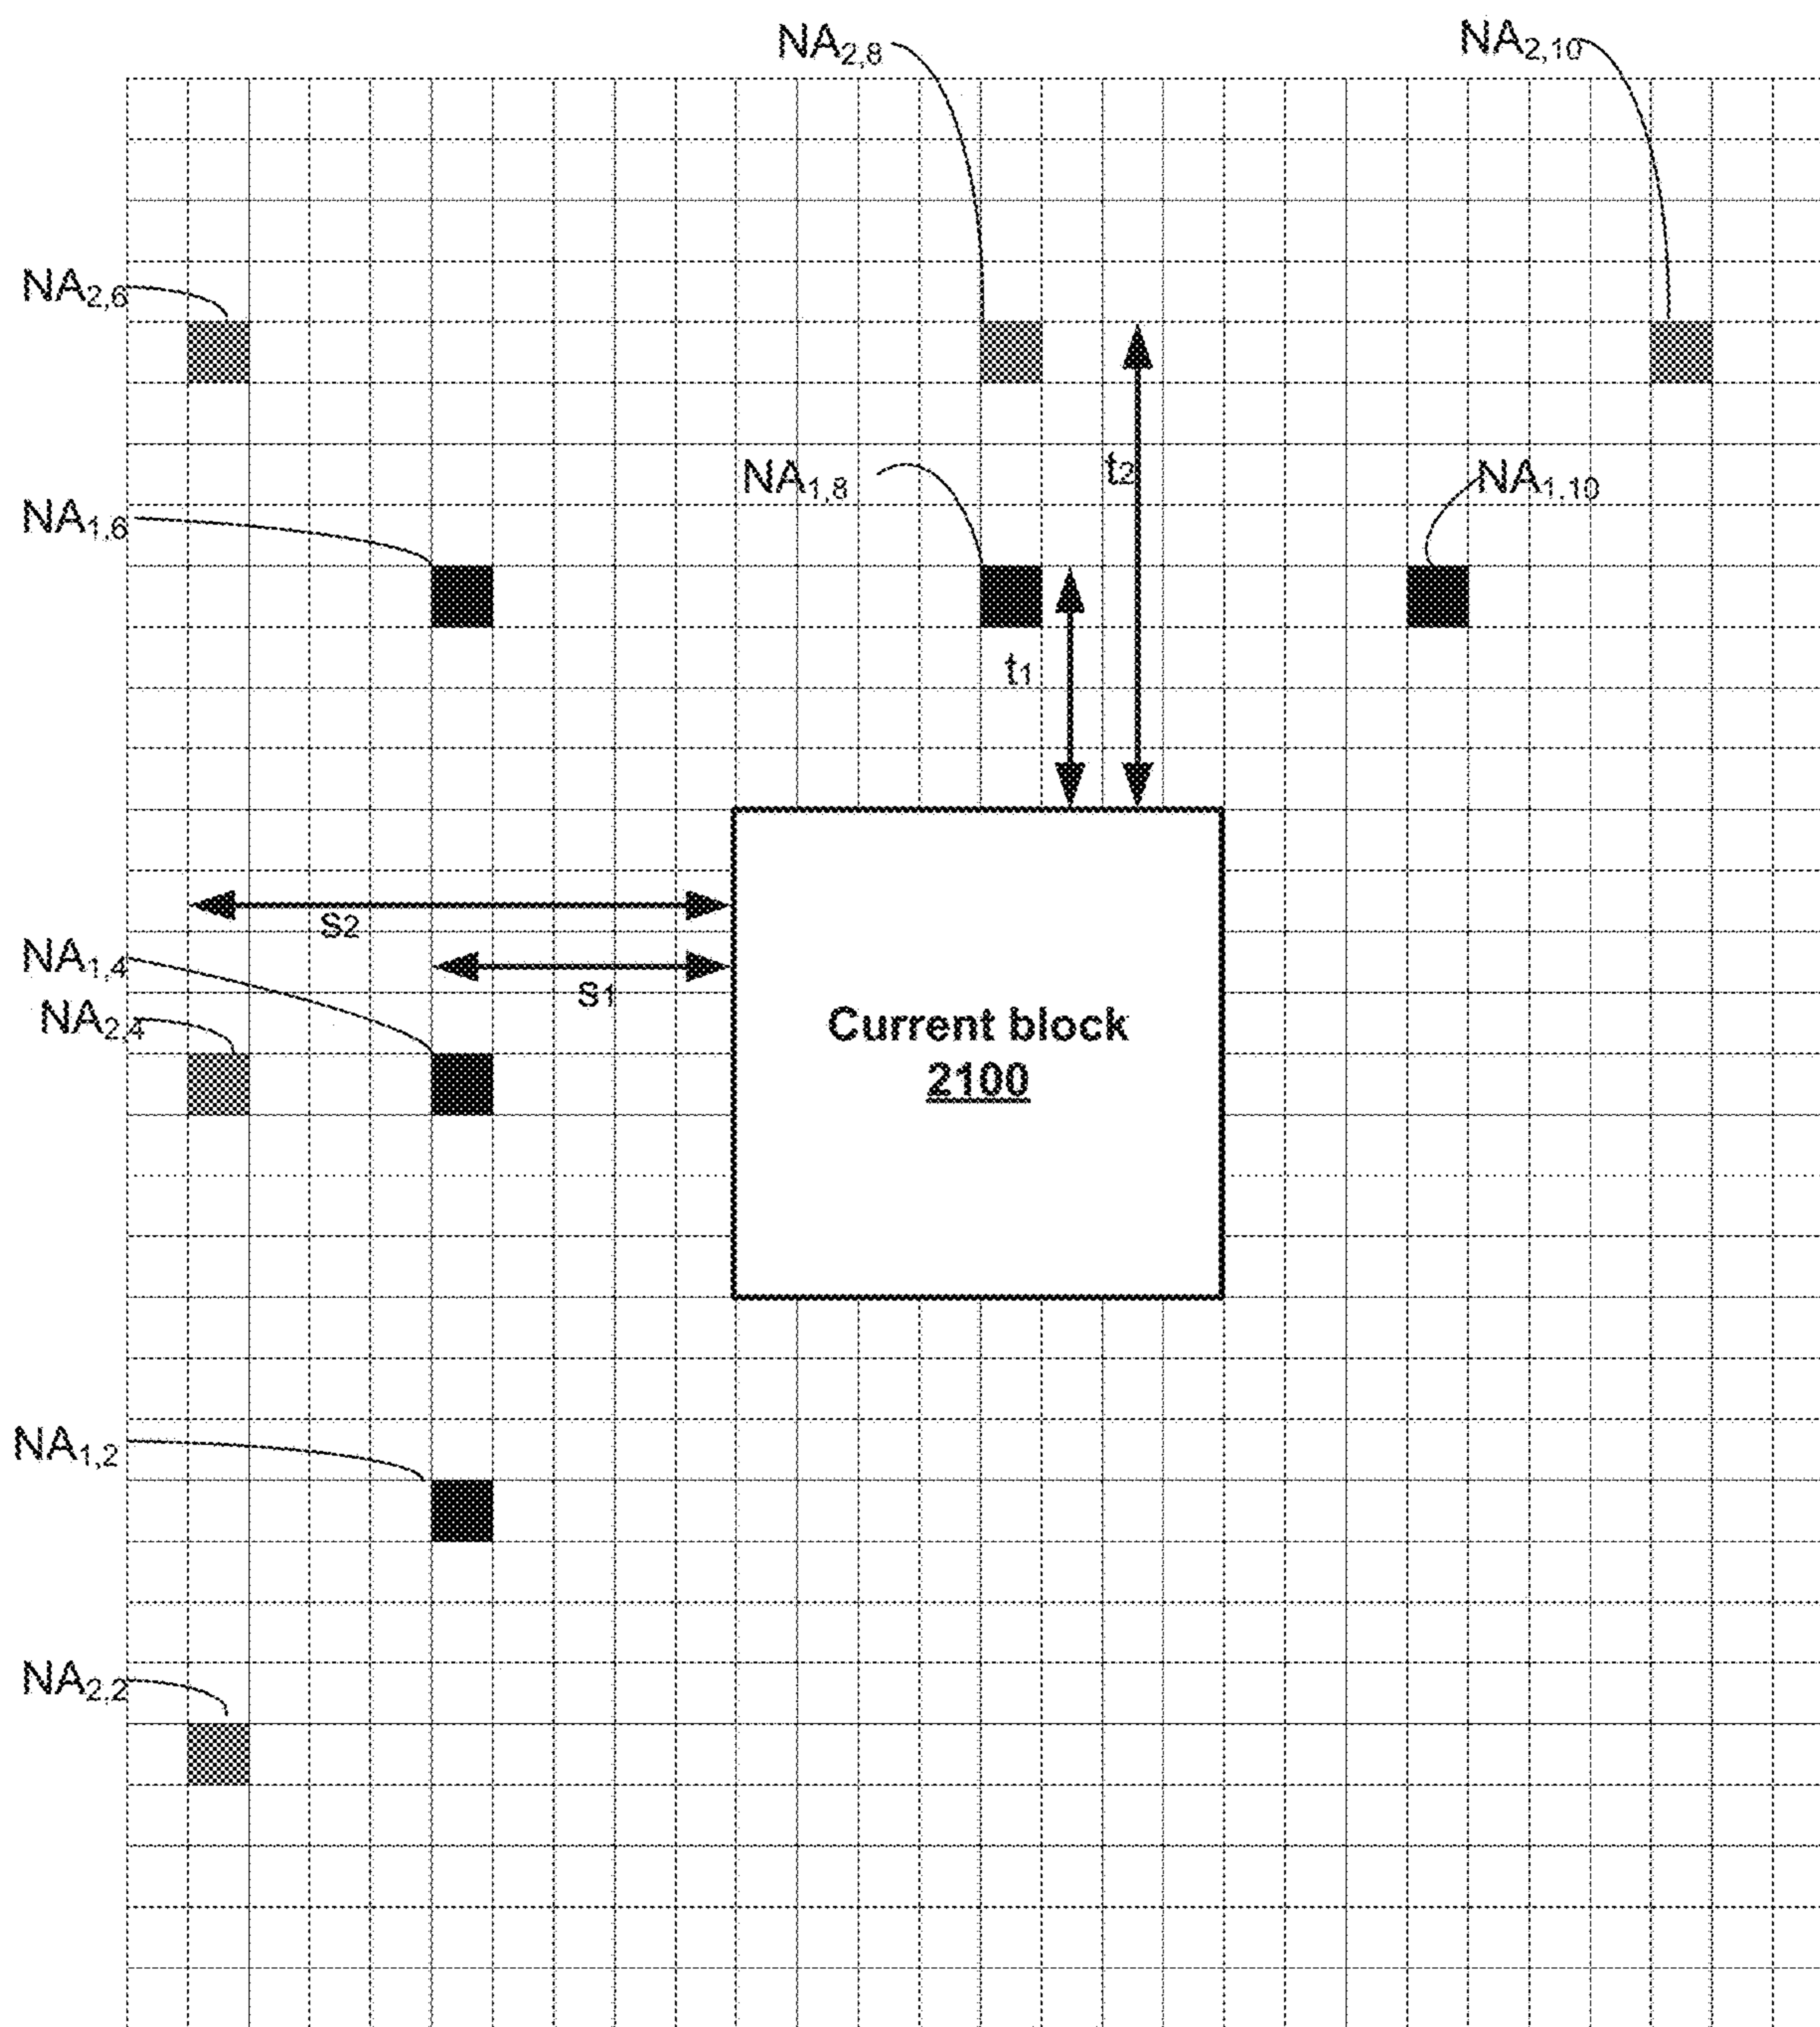 NA2,8
NA2,10
NA2,6
t2
NA1,8
NA1,10
NA1,6
t1
S2
NA1,4
S1
NA2,4
Current block
2100
NA1,2
NA2,2